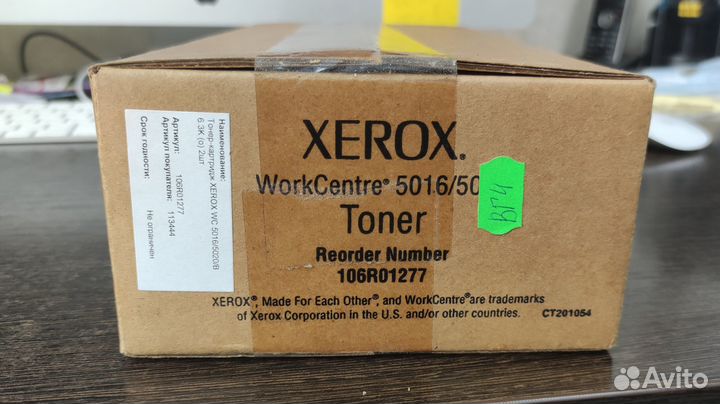 XEROX®
WorkCentre® 5016/50
Toner
Reorder Number
106R01277
XEROX®, Made For Each Other®, and WorkCentre® are trademarks
of Xerox Corporation in the U.S. and/or other countries.
CT201054
Наименование:
Тонер-картридж XEROX WC 5016/5020/B
6.3K (о) 2шт
Артикул: 106R01277
Артикул покупателя: 113444
Срок годности: Не ограничен
Avito